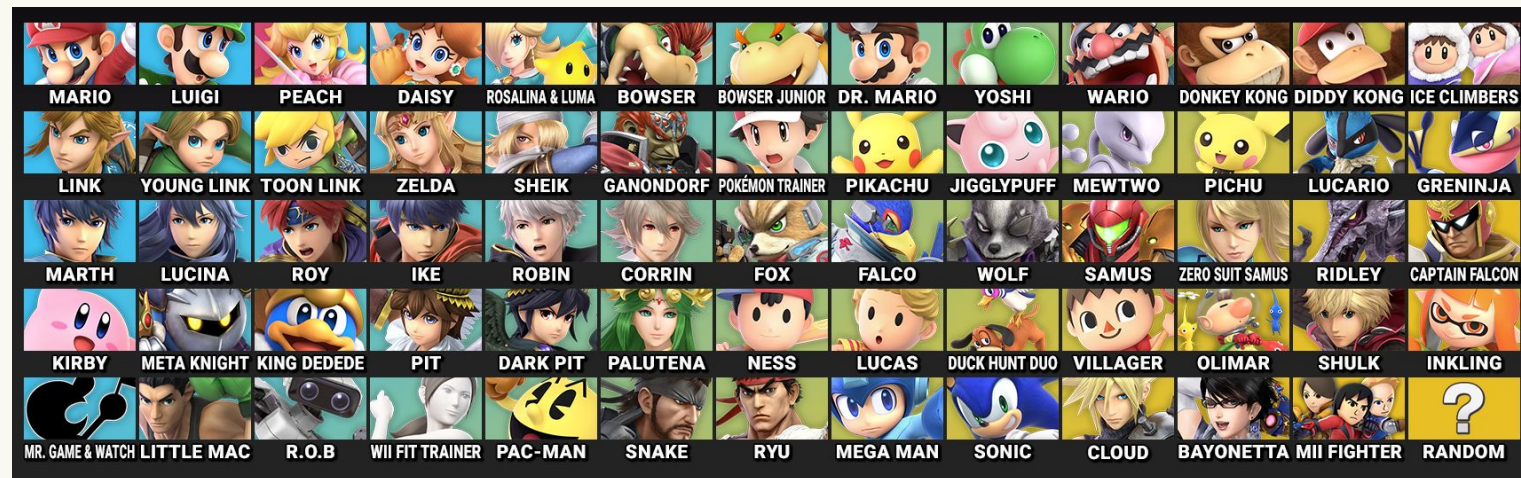 MARIO LUIGI PEACH DAISY ROSALINA & LUMA BOWSER BOWSER JUNIOR DR. MARIO YOSHI WARIO DONKEY KONG DIDDY KONG ICE CLIMBERS
LINK YOUNG LINK TOON LINK ZELDA SHEIK GANONDORF POKÉMON TRAINER PIKACHU JIGGLYPUFF MEWTWO PICHU LUCARIO GRENINJA
MARTH LUCINA ROY IKE ROBIN CORRIN FOX FALCO WOLF SAMUS ZERO SUIT SAMUS RIDLEY CAPTAIN FALCON
KIRBY META KNIGHT KING DEDEDE PIT DARK PIT PALUTENA NESS LUCAS DUCK HUNT DUO VILLAGER OLIMAR SHULK INKLING
MR. GAME & WATCH LITTLE MAC R.O.B WII FIT TRAINER PAC-MAN SNAKE RYU MEGA MAN SONIC CLOUD BAYONETTA MII FIGHTER RANDOM